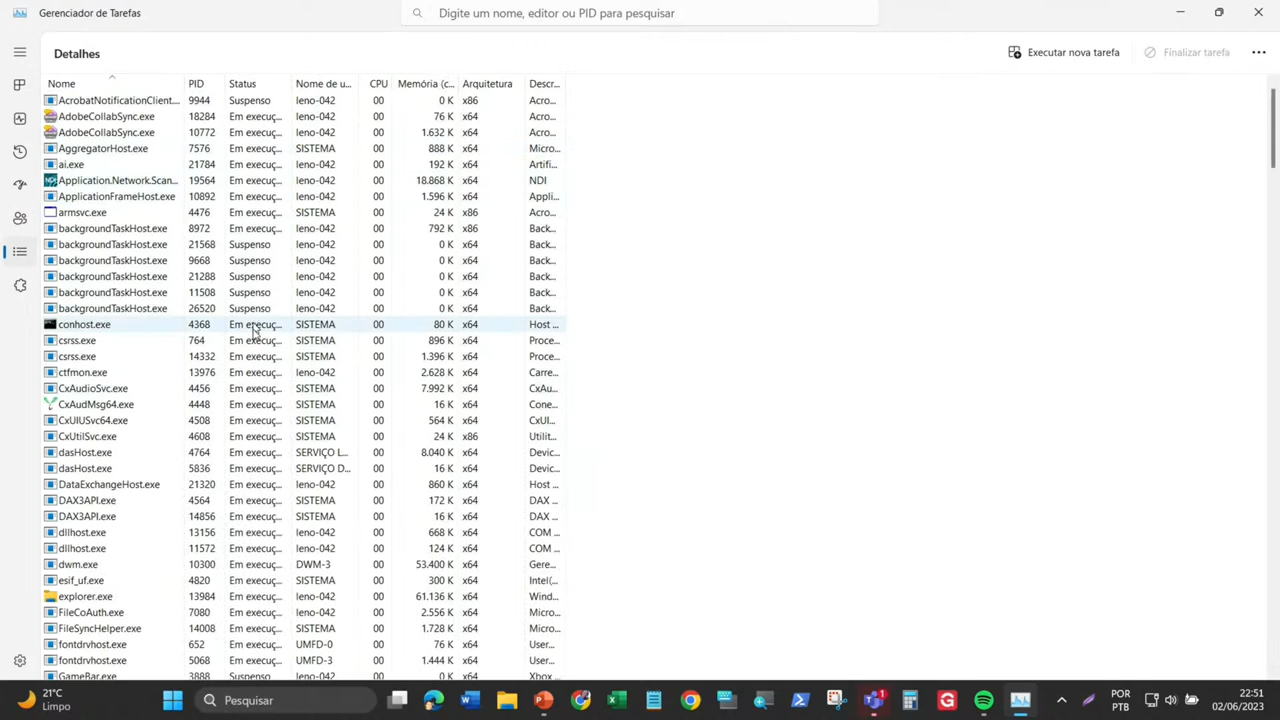 Gerenciador de Tarefas
Digite um nome, editor ou PID para pesquisar
Detalhes
Executar nova tarefa
Finalizar tarefa
Nome PID Status Nome de u... CPU Memória (c... Arquitetura Descr...
AcrobatNotificationClient... 9944 Suspenso leno-042 00 0 K x86 Acro...
AdobeCollabSync.exe 18284 Em execuç... leno-042 00 76 K x64 Acro...
AdobeCollabSync.exe 10772 Em execuç... leno-042 00 1.632 K x64 Acro...
AggregatorHost.exe 7576 Em execuç... SISTEMA 00 888 K x64 Micro...
ai.exe 21784 Em execuç... leno-042 00 192 K x64 Artifi...
Application.Network.Scan... 19564 Em execuç... leno-042 00 18.868 K x64 NDI
ApplicationFrameHost.exe 10892 Em execuç... leno-042 00 1.596 K x64 Appli...
armsvc.exe 4476 Em execuç... SISTEMA 00 24 K x86 Acro...
backgroundTaskHost.exe 8972 Em execuç... leno-042 00 792 K x86 Back...
backgroundTaskHost.exe 21568 Suspenso leno-042 00 0 K x64 Back...
backgroundTaskHost.exe 9668 Suspenso leno-042 00 0 K x64 Back...
backgroundTaskHost.exe 21288 Suspenso leno-042 00 0 K x64 Back...
backgroundTaskHost.exe 11508 Suspenso leno-042 00 0 K x64 Back...
backgroundTaskHost.exe 26520 Suspenso leno-042 00 0 K x64 Back...
conhost.exe 4368 Em execuç... SISTEMA 00 80 K x64 Host ...
csrss.exe 764 Em execuç... SISTEMA 00 896 K x64 Proce...
csrss.exe 14332 Em execuç... SISTEMA 00 1.396 K x64 Proce...
ctfmon.exe 13976 Em execuç... leno-042 00 2.628 K x64 Carre...
CxAudioSvc.exe 4456 Em execuç... SISTEMA 00 7.992 K x64 CxAu...
CxAudMsg64.exe 4448 Em execuç... SISTEMA 00 16 K x64 Cone...
CxUIUSvc64.exe 4508 Em execuç... SISTEMA 00 564 K x64 CxUI...
CxUtilSvc.exe 4608 Em execuç... SISTEMA 00 24 K x86 Utilit...
dasHost.exe 4764 Em execuç... SERVIÇO L... 00 8.040 K x64 Devic...
dasHost.exe 5836 Em execuç... SERVIÇO D... 00 16 K x64 Devic...
DataExchangeHost.exe 21320 Em execuç... leno-042 00 860 K x64 Host ...
DAX3API.exe 4564 Em execuç... SISTEMA 00 172 K x64 DAX ...
DAX3API.exe 14856 Em execuç... SISTEMA 00 16 K x64 DAX ...
dllhost.exe 13156 Em execuç... leno-042 00 668 K x64 COM ...
dllhost.exe 11572 Em execuç... leno-042 00 124 K x64 COM ...
dwm.exe 10300 Em execuç... DWM-3 00 53.400 K x64 Gere...
esif_uf.exe 4820 Em execuç... SISTEMA 00 300 K x64 Intel(...
explorer.exe 13984 Em execuç... leno-042 00 61.136 K x64 Wind...
FileCoAuth.exe 7080 Em execuç... leno-042 00 2.556 K x64 Micro...
FileSyncHelper.exe 14008 Em execuç... SISTEMA 00 1.728 K x64 Micro...
fontdrvhost.exe 652 Em execuç... UMFD-0 00 76 K x64 User...
fontdrvhost.exe 5068 Em execuç... UMFD-3 00 1.444 K x64 User...
GameBar.exe 3888 Suspenso leno-042 00 0 K x64 Xbox ...
21°C
Limpo
Pesquisar
POR
PTB
22:51
02/06/2023